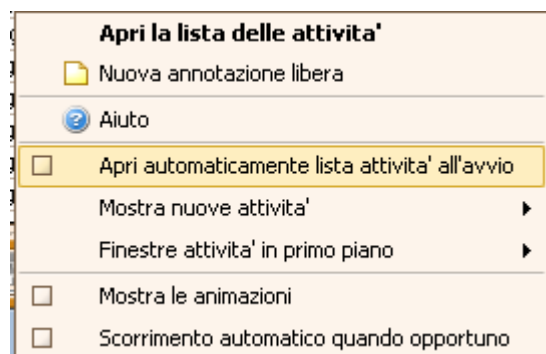 Apri la lista delle attivita'
Nuova annotazione libera
Aiuto
Apri automaticamente lista attivita' all'avvio
Mostra nuove attivita'
Finestre attivita' in primo piano
Mostra le animazioni
Scorrimento automatico quando opportuno